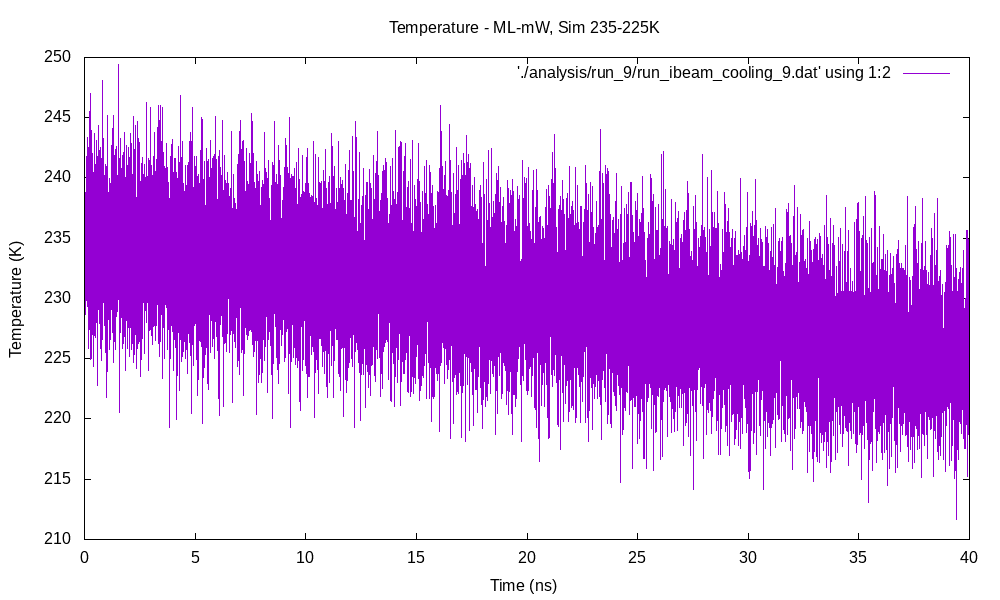 Temperature - ML-mW, Sim 235-225K
'./analysis/run_9/run_ibeam_cooling_9.dat' using 1:2
250
245
240
235
230
225
220
215
210
Temperature (K)
0 5 10 15 20 25 30 35 40
Time (ns)